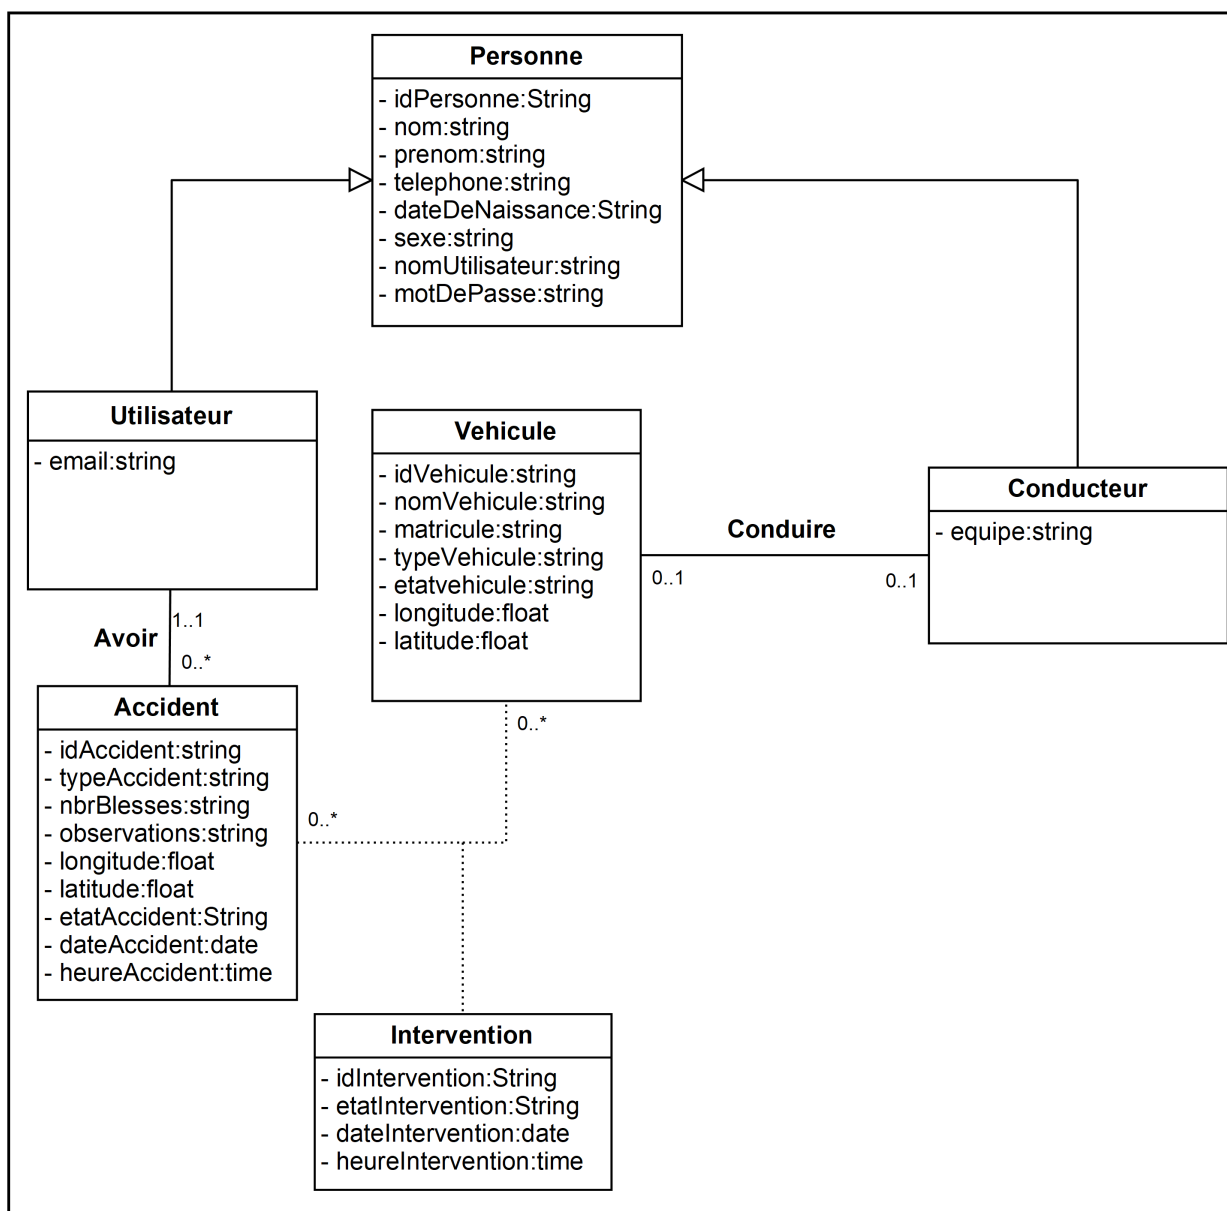 Personne
- idPersonne:String
- nom:string
- prenom:string
- telephone:string
- dateDeNaissance:String
- sexe:string
- nomUtilisateur:string
- motDePasse:string
Utilisateur
- email:string
Vehicule
- idVehicule:string
- nomVehicule:string
- matricule:string
- typeVehicule:string
- etatvehicule:string
- longitude:float
- latitude:float
Conduire
0..1
0..1
Conducteur
- equipe:string
1..1
Avoir
0..*
Accident
- idAccident:string
- typeAccident:string
- nbrBlesses:string
- observations:string
- longitude:float
- latitude:float
- etatAccident:String
- dateAccident:date
- heureAccident:time
0..*
0..*
Intervention
- idIntervention:String
- etatIntervention:String
- dateIntervention:date
- heureIntervention:time